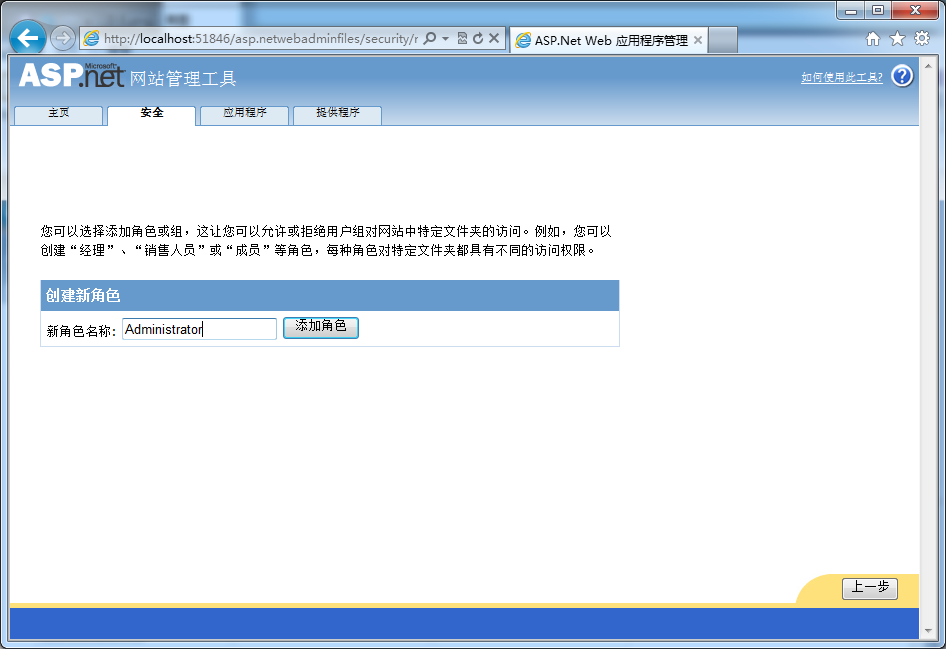 http://localhost:51846/asp.netwebadminfiles/security/r
ASP.Net Web 应用程序管理
Microsoft
ASP.net 网站管理工具
如何使用此工具?
?
主页
安全
应用程序
提供程序
您可以选择添加角色或组，这让您可以允许或拒绝用户组对网站中特定文件夹的访问。例如，您可以
创建“经理”、“销售人员”或“成员”等角色，每种角色对特定文件夹都具有不同的访问权限。
创建新角色
新角色名称: Administrator 添加角色
上一步